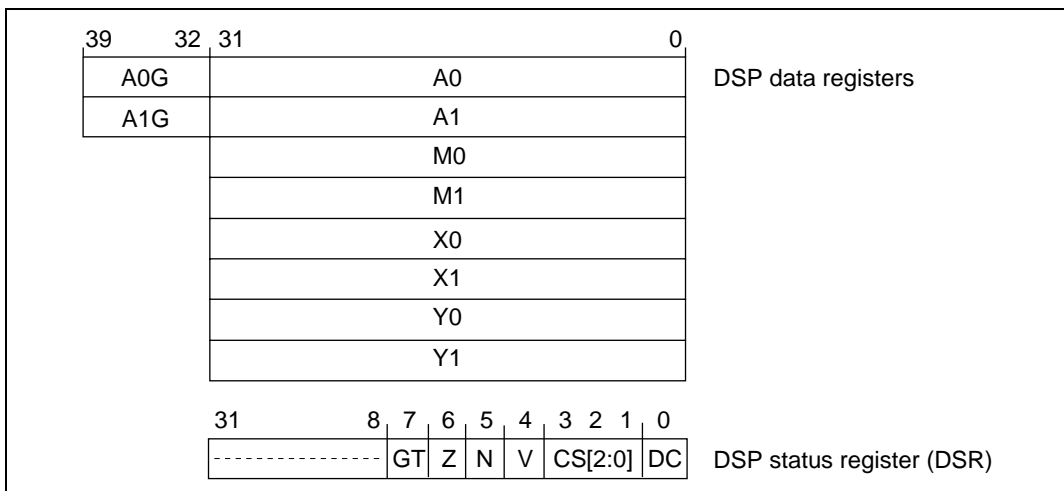 39 32 31 0
A0G A0 DSP data registers
A1G A1
M0
M1
X0
X1
Y0
Y1
31 8 7 6 5 4 3 2 1 0
GT Z N V CS[2:0] DC DSP status register (DSR)